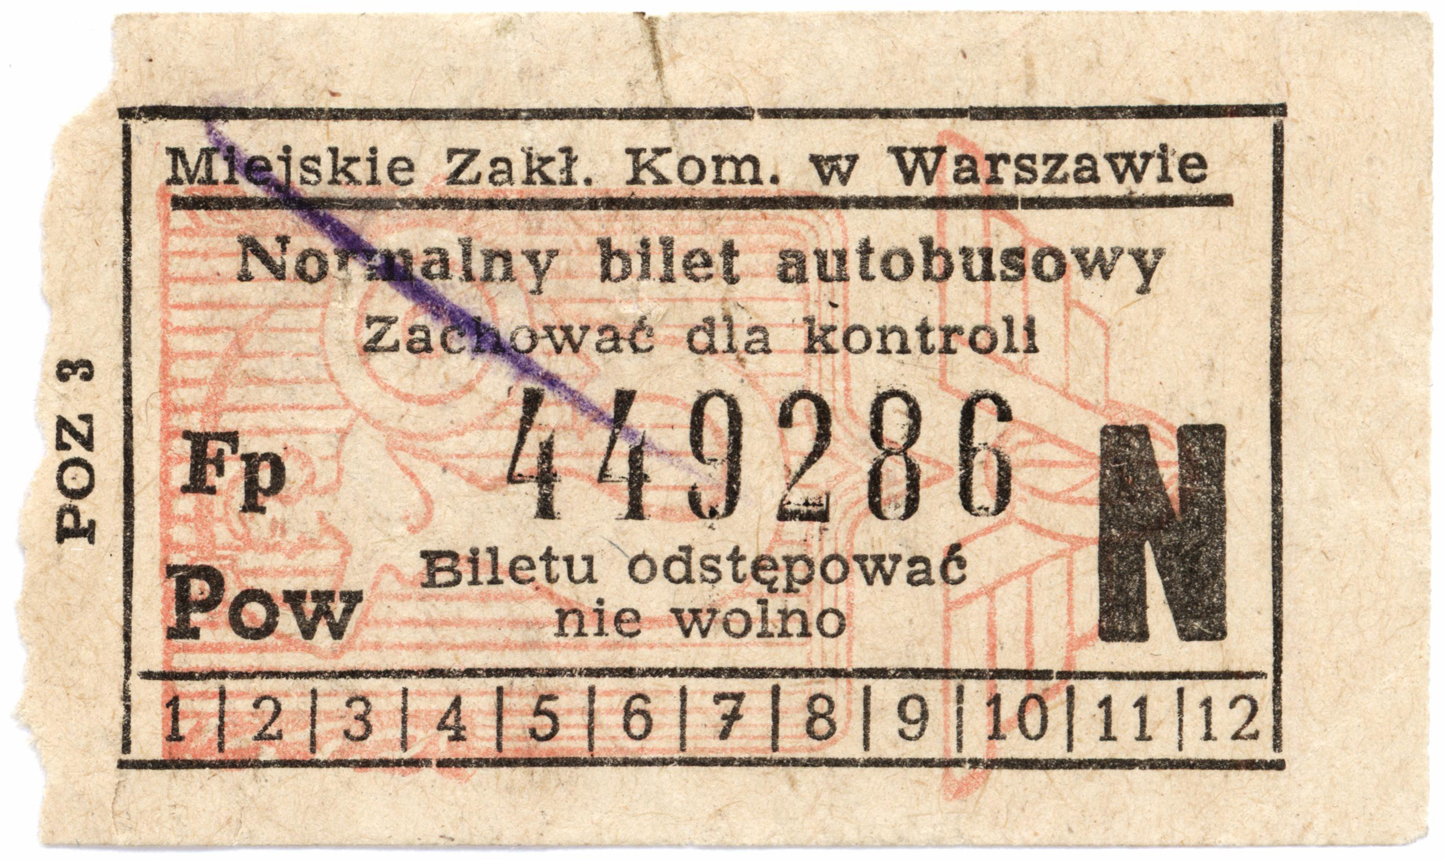 Miejskie Zakł. Kom. w Warszawie
Normalny bilet autobusowy
Zachować dla kontroli
449286
Fp
N
Pow
Biletu odstępować
nie wolno
1|2|3|4|5|6|7|8|9|10|11|12
POZ 3